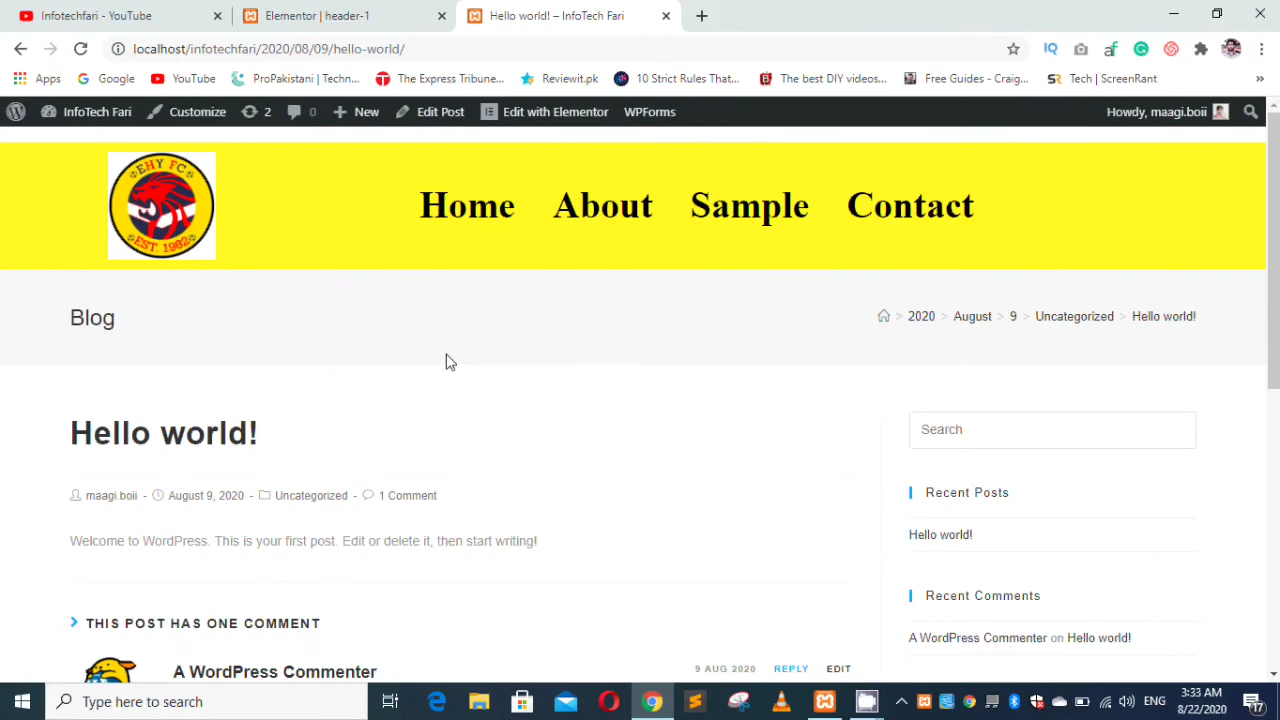 Infotechfari - YouTube
Elementor | header-1
Hello world! – InfoTech Fari
localhost/infotechfari/2020/08/09/hello-world/
IQ
af
Apps
Google
YouTube
ProPakistani | Techn...
The Express Tribune...
Reviewit.pk
10 Strict Rules That...
The best DIY videos...
Free Guides - Craig...
Tech | ScreenRant
»
InfoTech Fari
Customize
2
0
New
Edit Post
Edit with Elementor
WPForms
Howdy, maagi.boii
EHY FC
EST. 1982
Home
About
Sample
Contact
Blog
> 2020 > August > 9 > Uncategorized > Hello world!
Hello world!
maagi.boii - August 9, 2020 - Uncategorized - 1 Comment
Welcome to WordPress. This is your first post. Edit or delete it, then start writing!
THIS POST HAS ONE COMMENT
A WordPress Commenter
9 AUG 2020 REPLY EDIT
Search
Recent Posts
Hello world!
Recent Comments
A WordPress Commenter on Hello world!
Type here to search
ENG
3:33 AM
8/22/2020
17